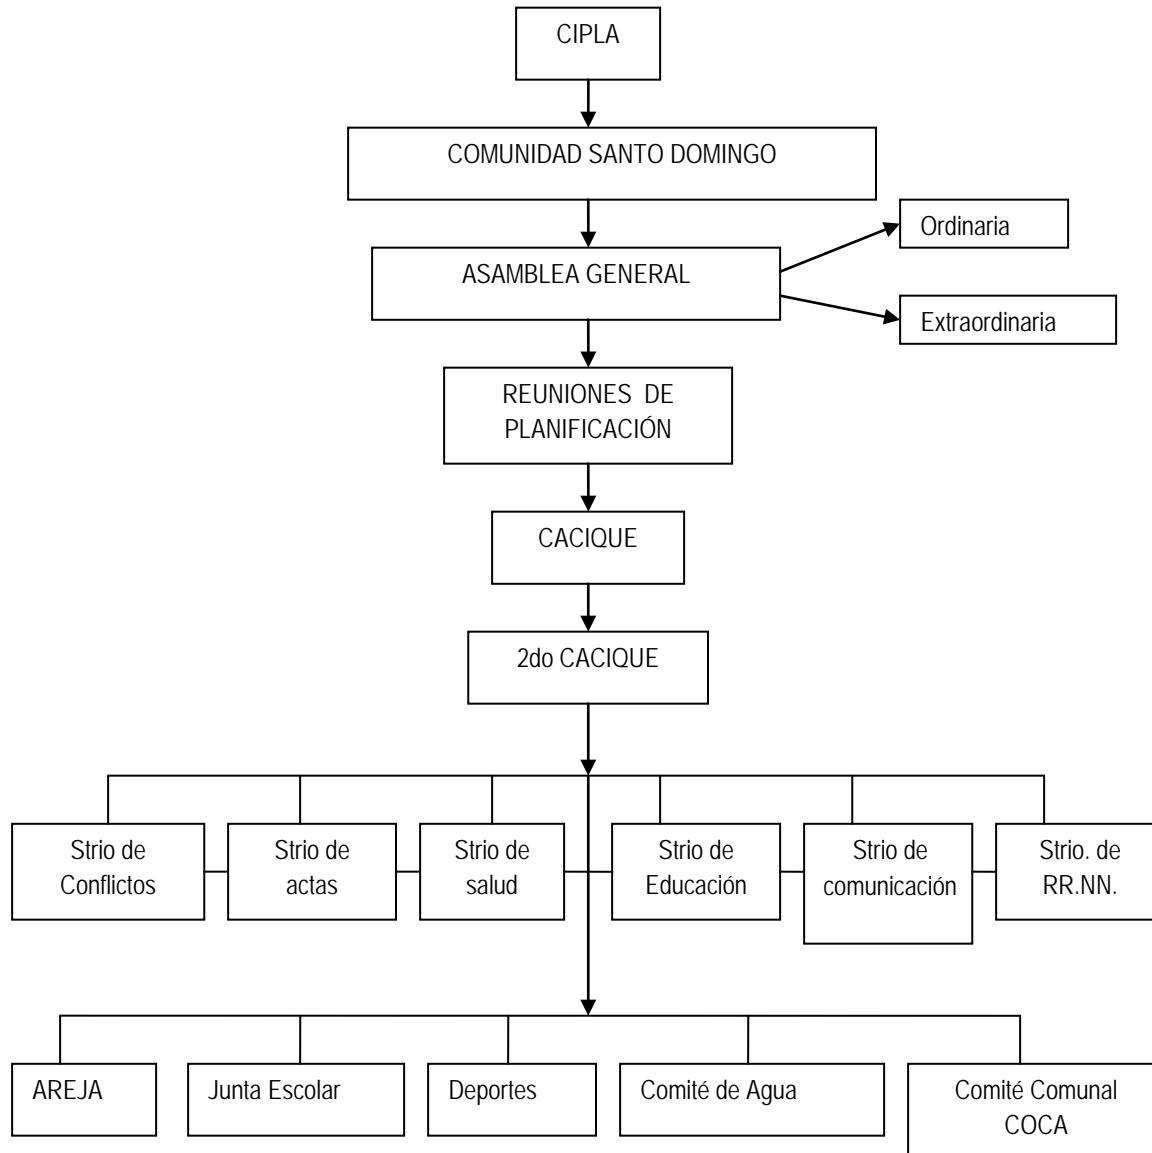 CIPLA
COMUNIDAD SANTO DOMINGO
Ordinaria
ASAMBLEA GENERAL
Extraordinaria
REUNIONES DE
PLANIFICACIÓN
CACIQUE
2do CACIQUE
Strio de
Conflictos
Strio de
actas
Strio de
salud
Strio de
Educación
Strio de
comunicación
Strio. de
RR.NN.
AREJA
Junta Escolar
Deportes
Comité de Agua
Comité Comunal
COCA